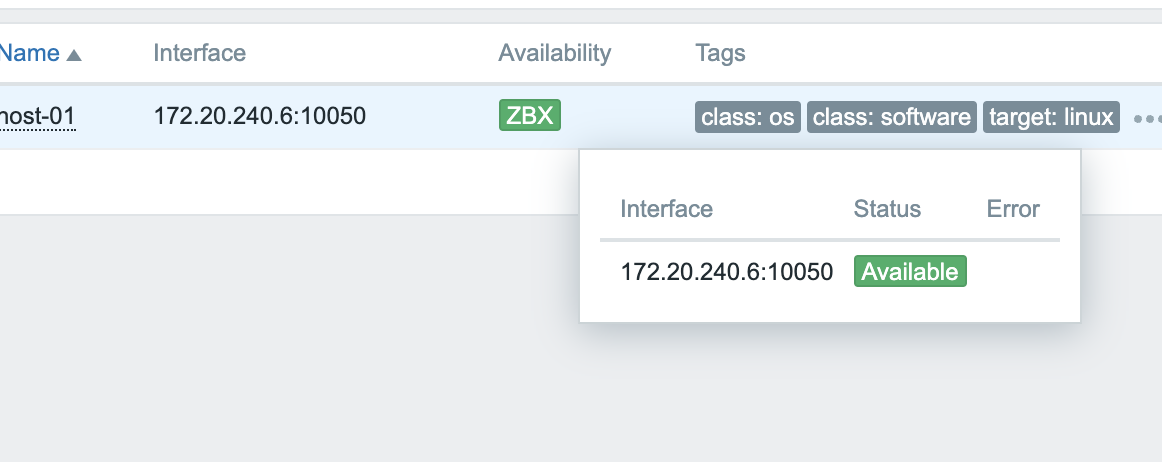 Name ▲ Interface Availability Tags
host-01 172.20.240.6:10050 ZBX class: os class: software target: linux •••
Interface Status Error
172.20.240.6:10050 Available